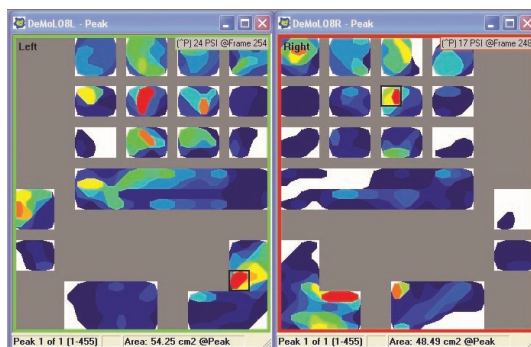 DeMoL08L - Peak
Left
(^P) 24 PSI @Frame 254
Peak 1 of 1 [1-455)
Area: 54.25 cm2 @Peak
DeMoL08R - Peak
Right
(^P) 17 PSI @Frame 248
Peak 1 of 1 (1-455)
Area: 48.49 cm2 @Peak